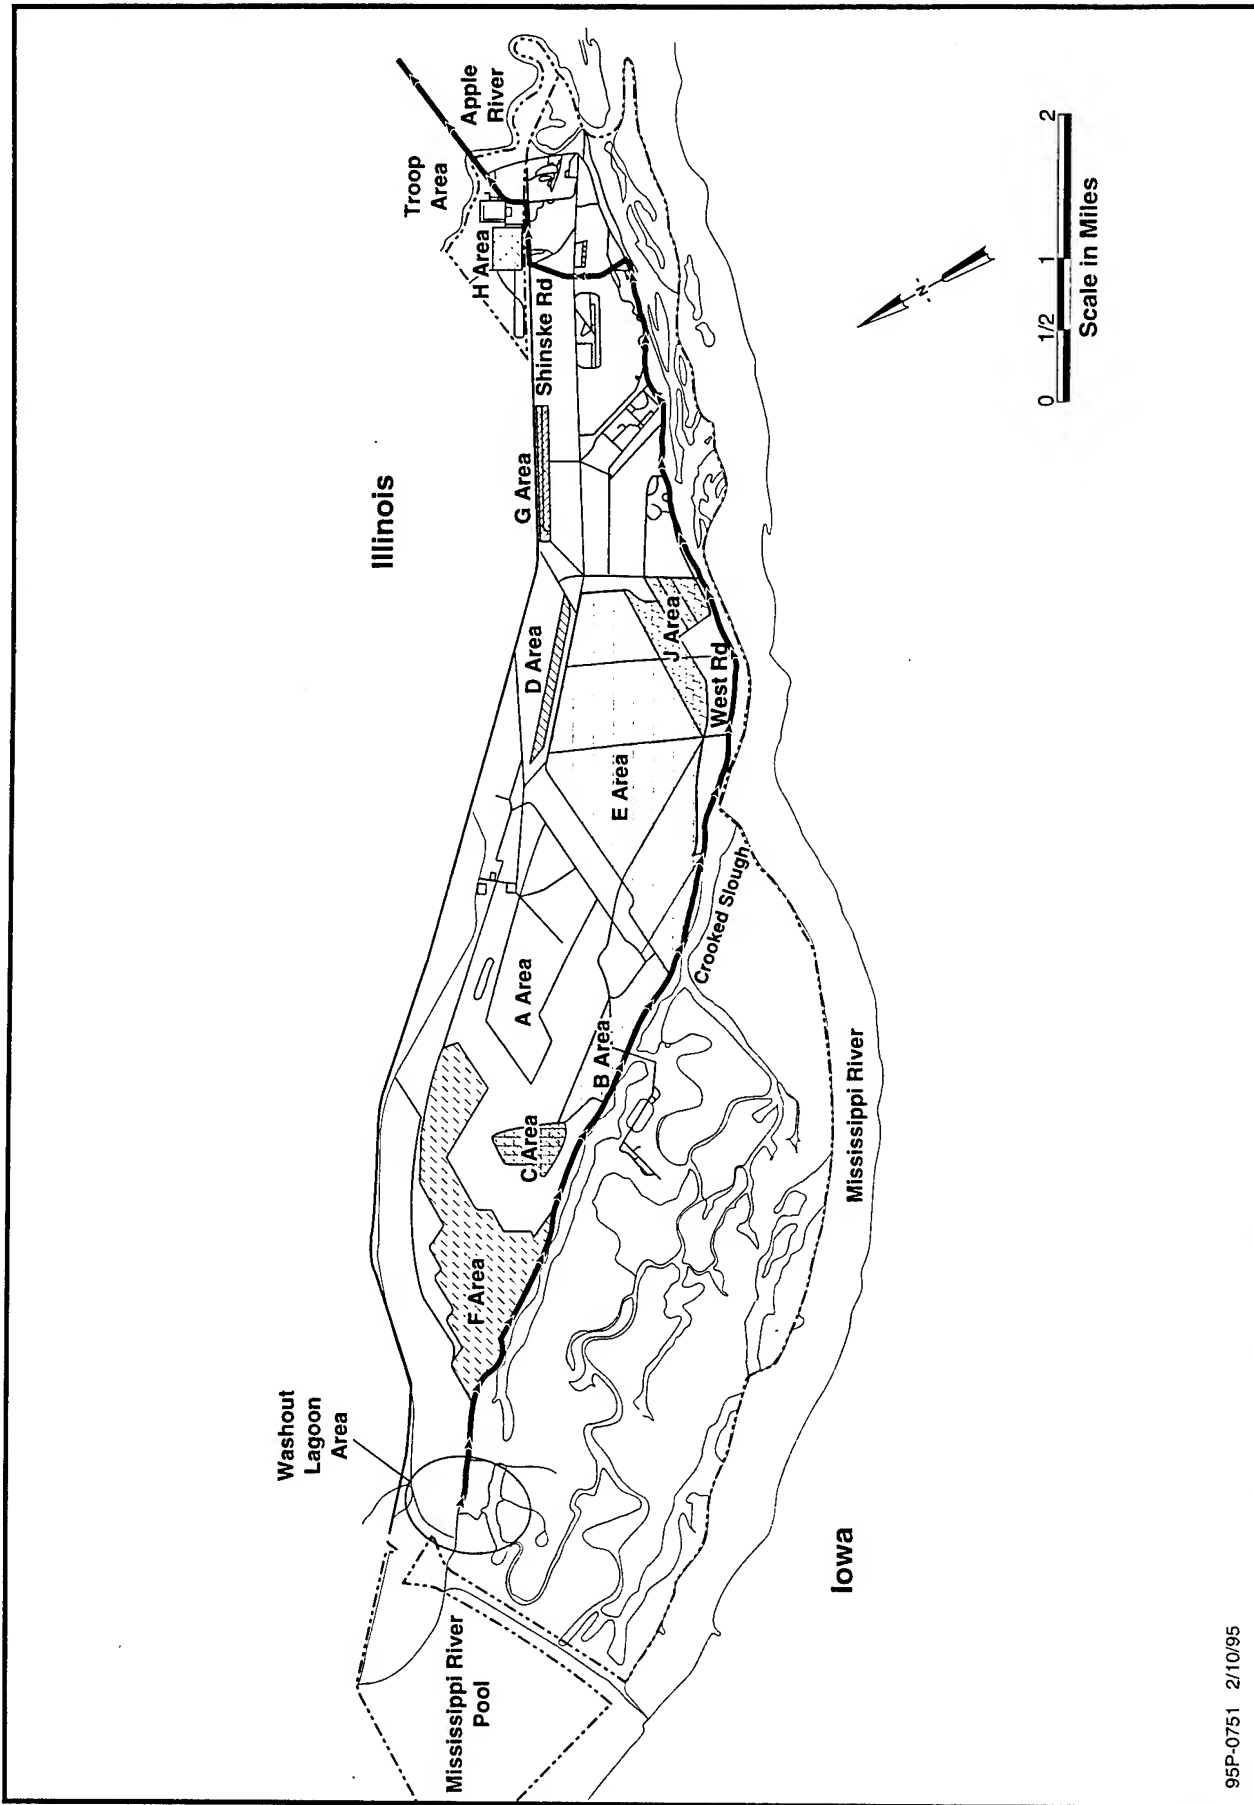 Washout
Lagoon
Area
Illinois
Troop
Area
Apple
River
H Area
Shinske Rd
G Area
D Area
J Area
West Rd
E Area
A Area
B Area
C Area
F Area
Crooked Slough
Mississippi River
Mississippi River
Pool
Iowa
N
0 1/2 1 2
Scale in Miles
95P-0751 2/10/95